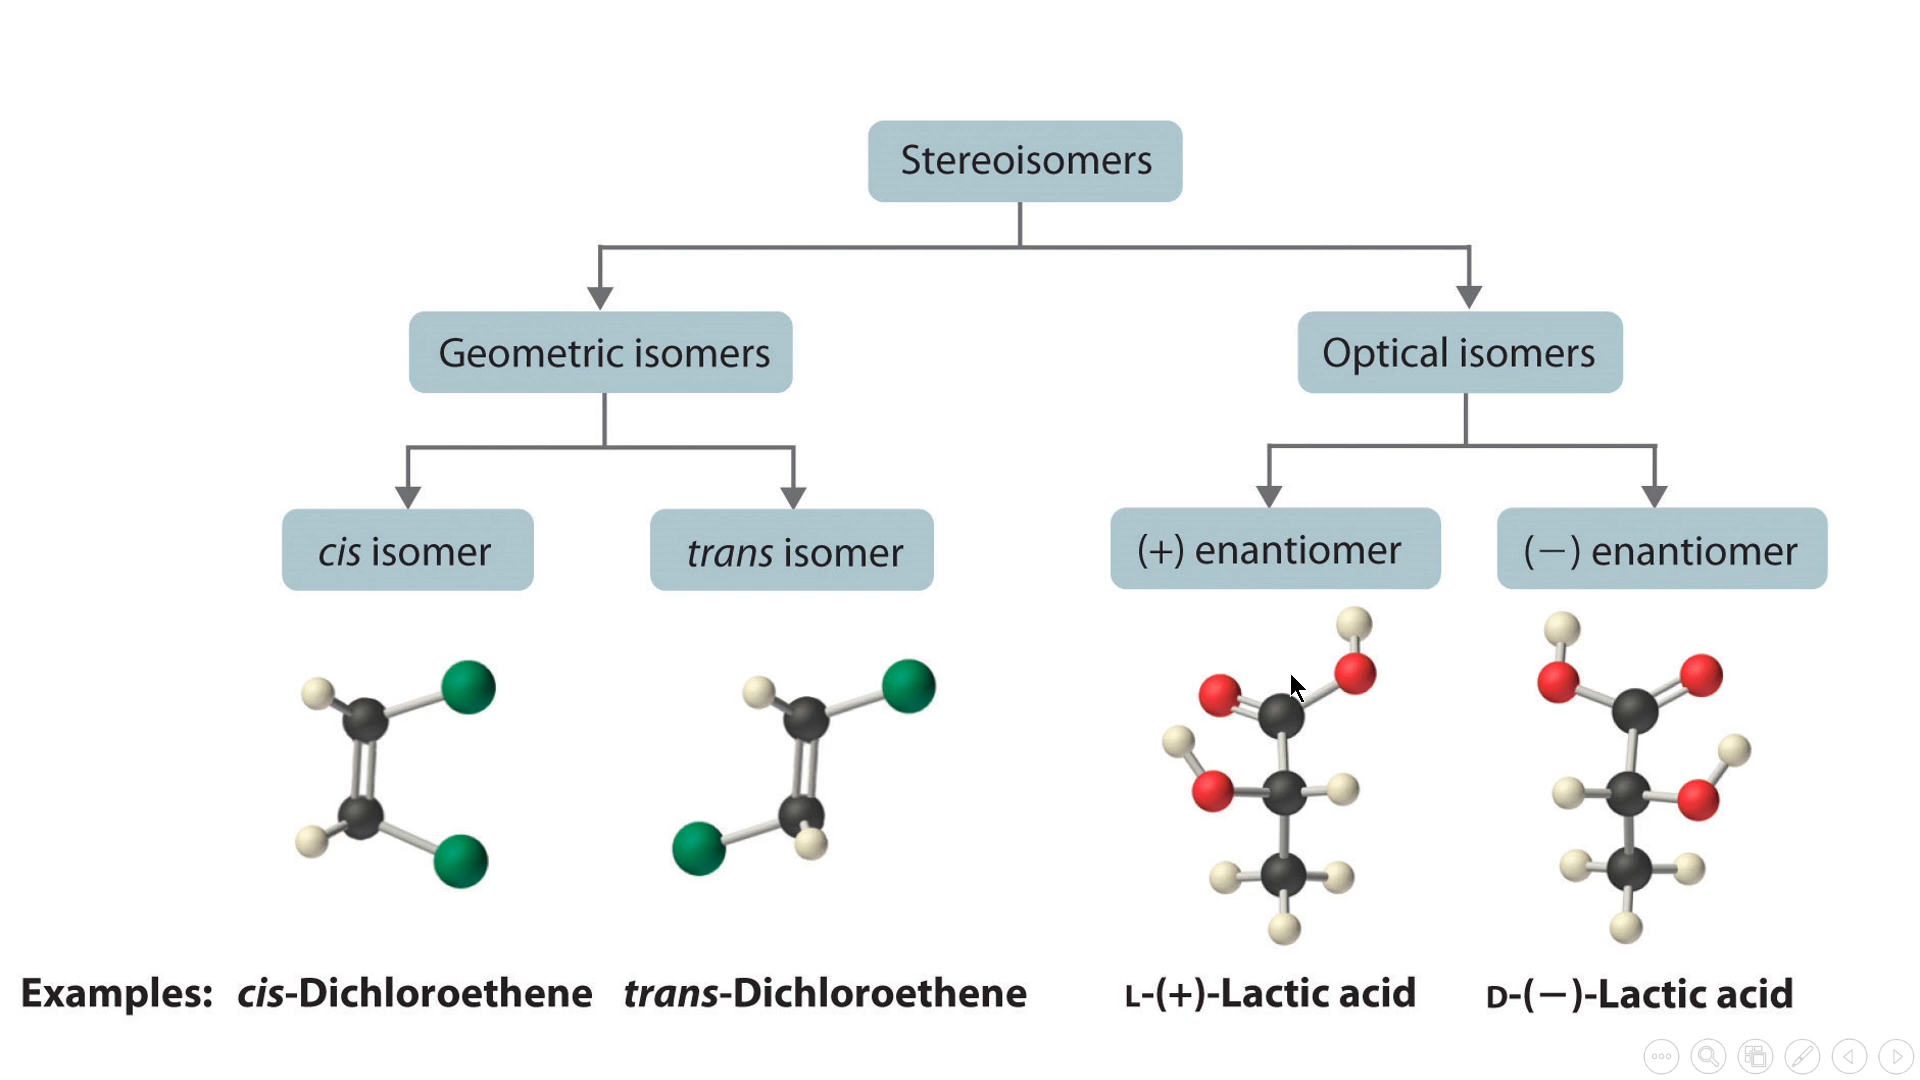 Stereoisomers
Geometric isomers
Optical isomers
cis isomer
trans isomer
(+) enantiomer
(−) enantiomer
Examples: cis-Dichloroethene trans-Dichloroethene L-(+)-Lactic acid D-(−)-Lactic acid